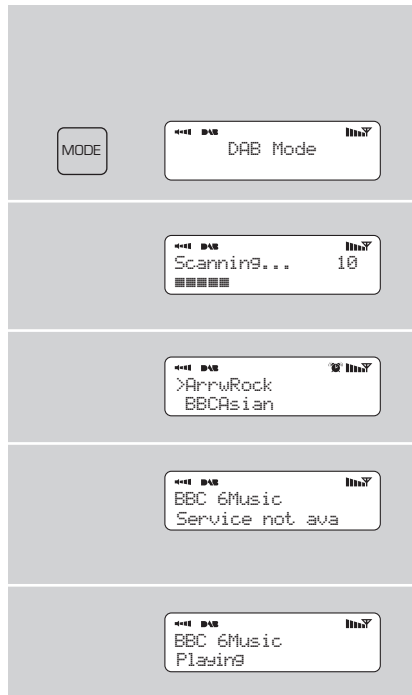 MODE
DAB
DAB Mode
DAB
Scanning... 10
DAB
>ArrwRock
BBCAsian
DAB
BBC 6Music
Service not ava
DAB
BBC 6Music
Playing